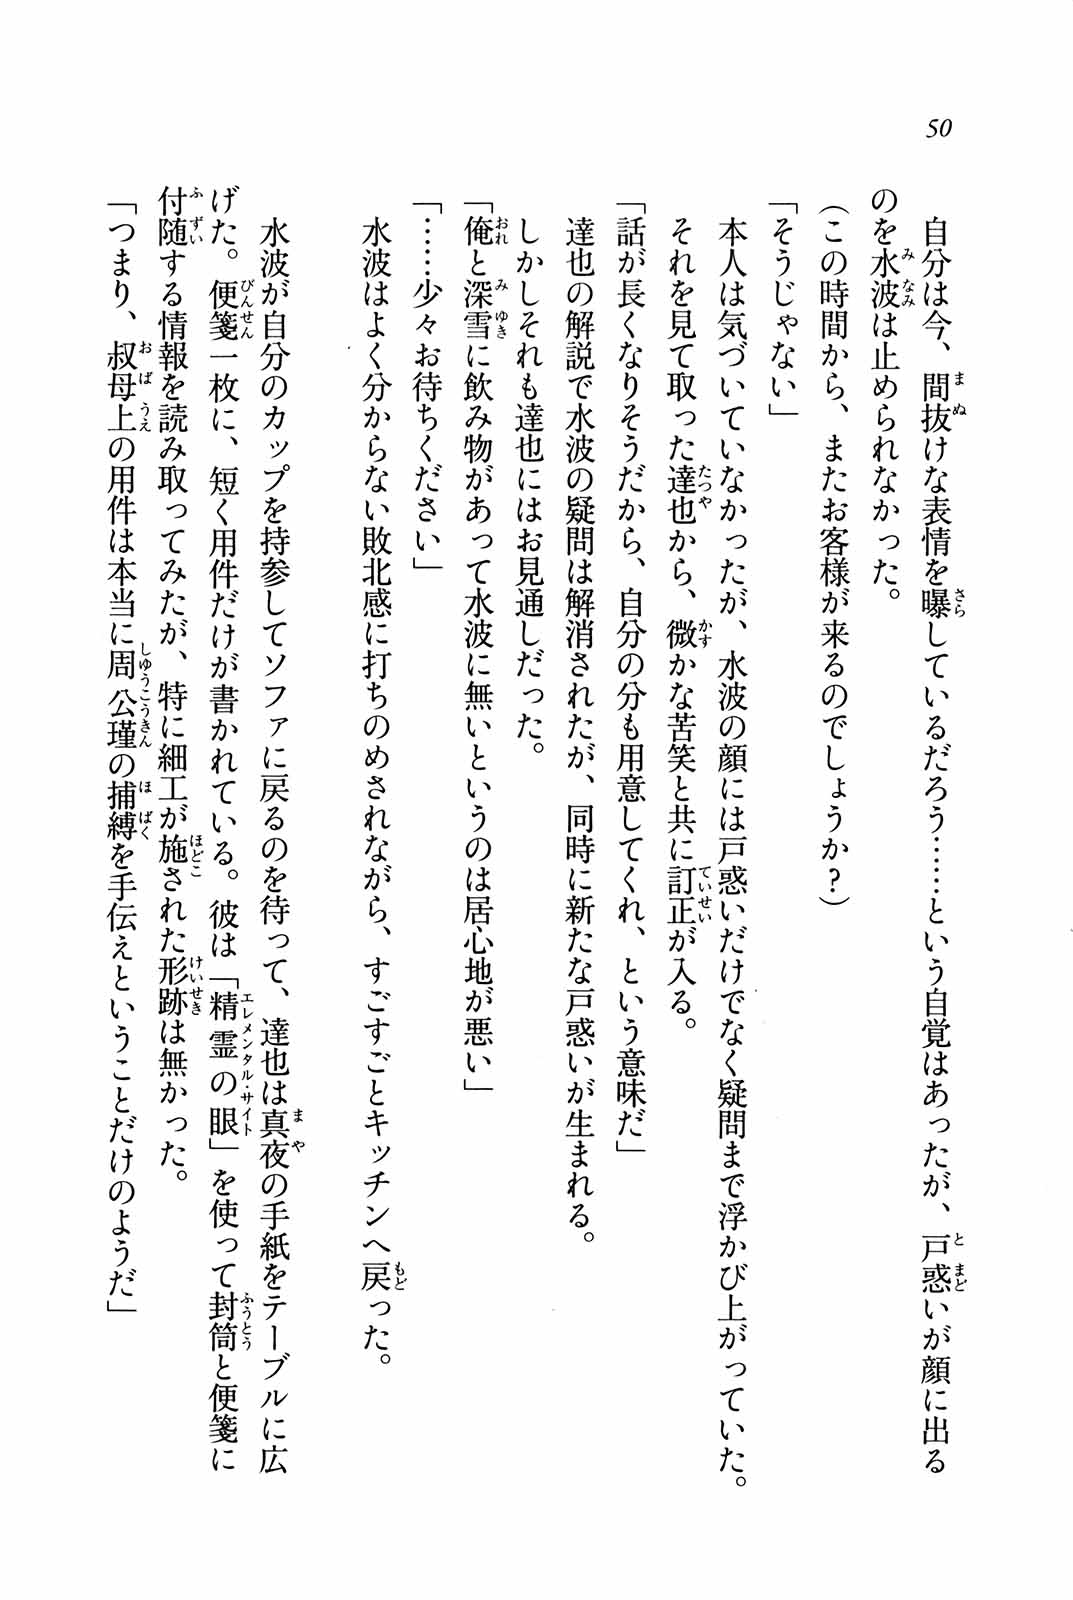 50
自分は今、間抜けな表情を曝しているだろう……という自覚はあったが、戸惑いが顔に出る
のを水波は止められなかった。
（この時間から、またお客様が来るのでしょうか？）
「そうじゃない」
本人は気づいていなかったが、水波の顔には戸惑いだけでなく疑問まで浮かび上がっていた。
それを見て取った達也から、微かな苦笑と共に訂正が入る。
「話が長くなりそうだから、自分の分も用意してくれ、という意味だ」
達也の解説で水波の疑問は解消されたが、同時に新たな戸惑いが生まれる。
しかしそれも達也にはお見通しだった。
「俺と深雪に飲み物があって水波に無いというのは居心地が悪い」
「……少々お待ちください」
水波はよく分からない敗北感に打ちのめされながら、すごすごとキッチンへ戻った。
水波が自分のカップを持参してソファに戻るのを待って、達也は真夜の手紙をテーブルに広
げた。便箋一枚に、短く用件だけが書かれている。彼は「精霊の眼」を使って封筒と便箋に
付随する情報を読み取ってみたが、特に細工が施された形跡は無かった。
「つまり、叔母上の用件は本当に周公瑾の捕縛を手伝えということだけのようだ」